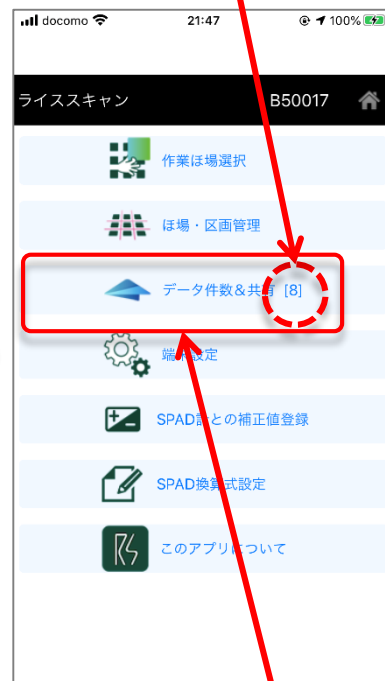 docomo 21:47 100%
ライススキャン B50017
作業ほ場選択
ほ場・区画管理
データ件数&共有 [8]
端末設定
SPAD計との補正値登録
SPAD換算式設定
RS
このアプリについて